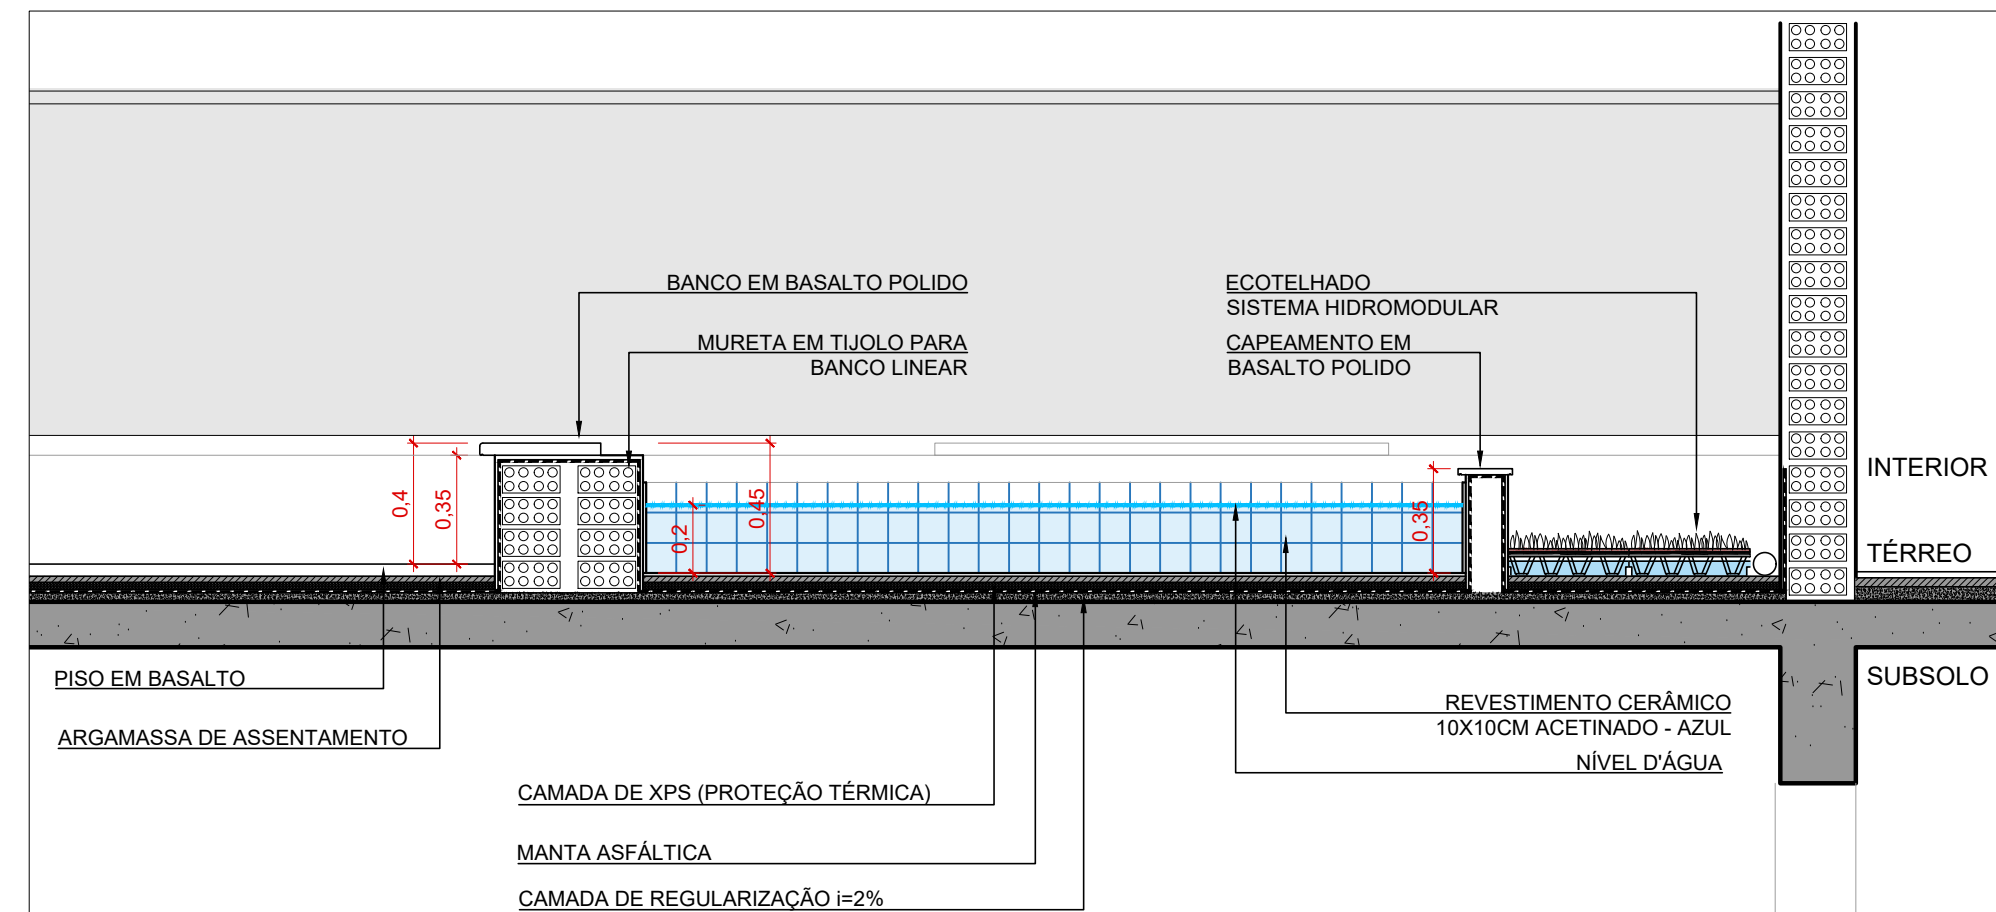 BANCO EM BASALTO POLIDO
MURETA EM TIJOLO PARA
BANCO LINEAR
ECOTELHADO
SISTEMA HIDROMODULAR
CAPEAMENTO EM
BASALTO POLIDO
INTERIOR
0,4
0,35
0,2
0,45
0,35
TÉRREO
SUBSOLO
PISO EM BASALTO
ARGAMASSA DE ASSENTAMENTO
REVESTIMENTO CERÂMICO
10X10CM ACETINADO - AZUL
NÍVEL D'ÁGUA
CAMADA DE XPS (PROTEÇÃO TÉRMICA)
MANTA ASFÁLTICA
CAMADA DE REGULARIZAÇÃO i=2%